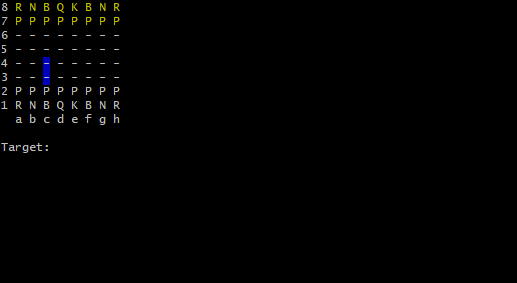 8 R N B Q K B N R
7 P P P P P P P P
6 - - - - - - - -
5 - - - - - - - -
4 - - - - - - - -
3 - - - - - - - -
2 P P P P P P P P
1 R N B Q K B N R
a b c d e f g h
Target: